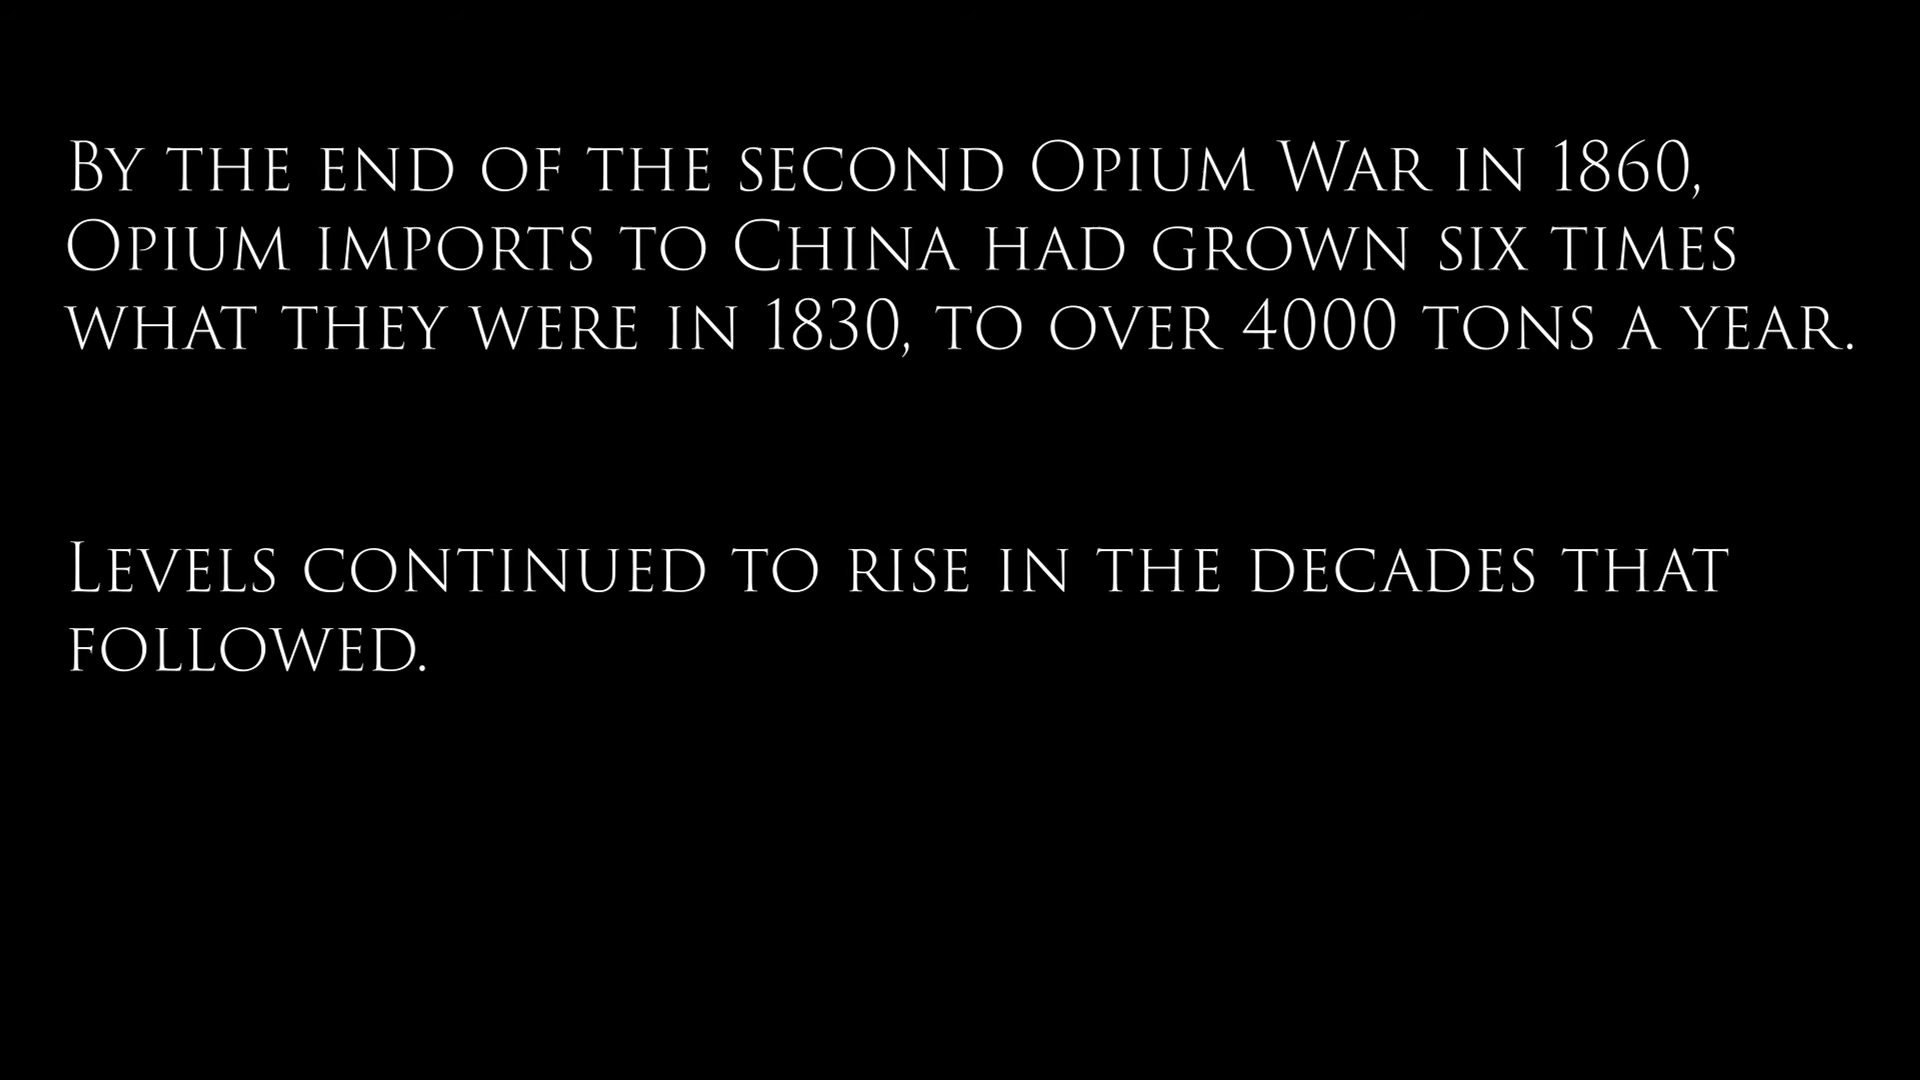 By the end of the second Opium War in 1860,
Opium imports to China had grown six times
what they were in 1830, to over 4000 tons a year.
Levels continued to rise in the decades that
followed.